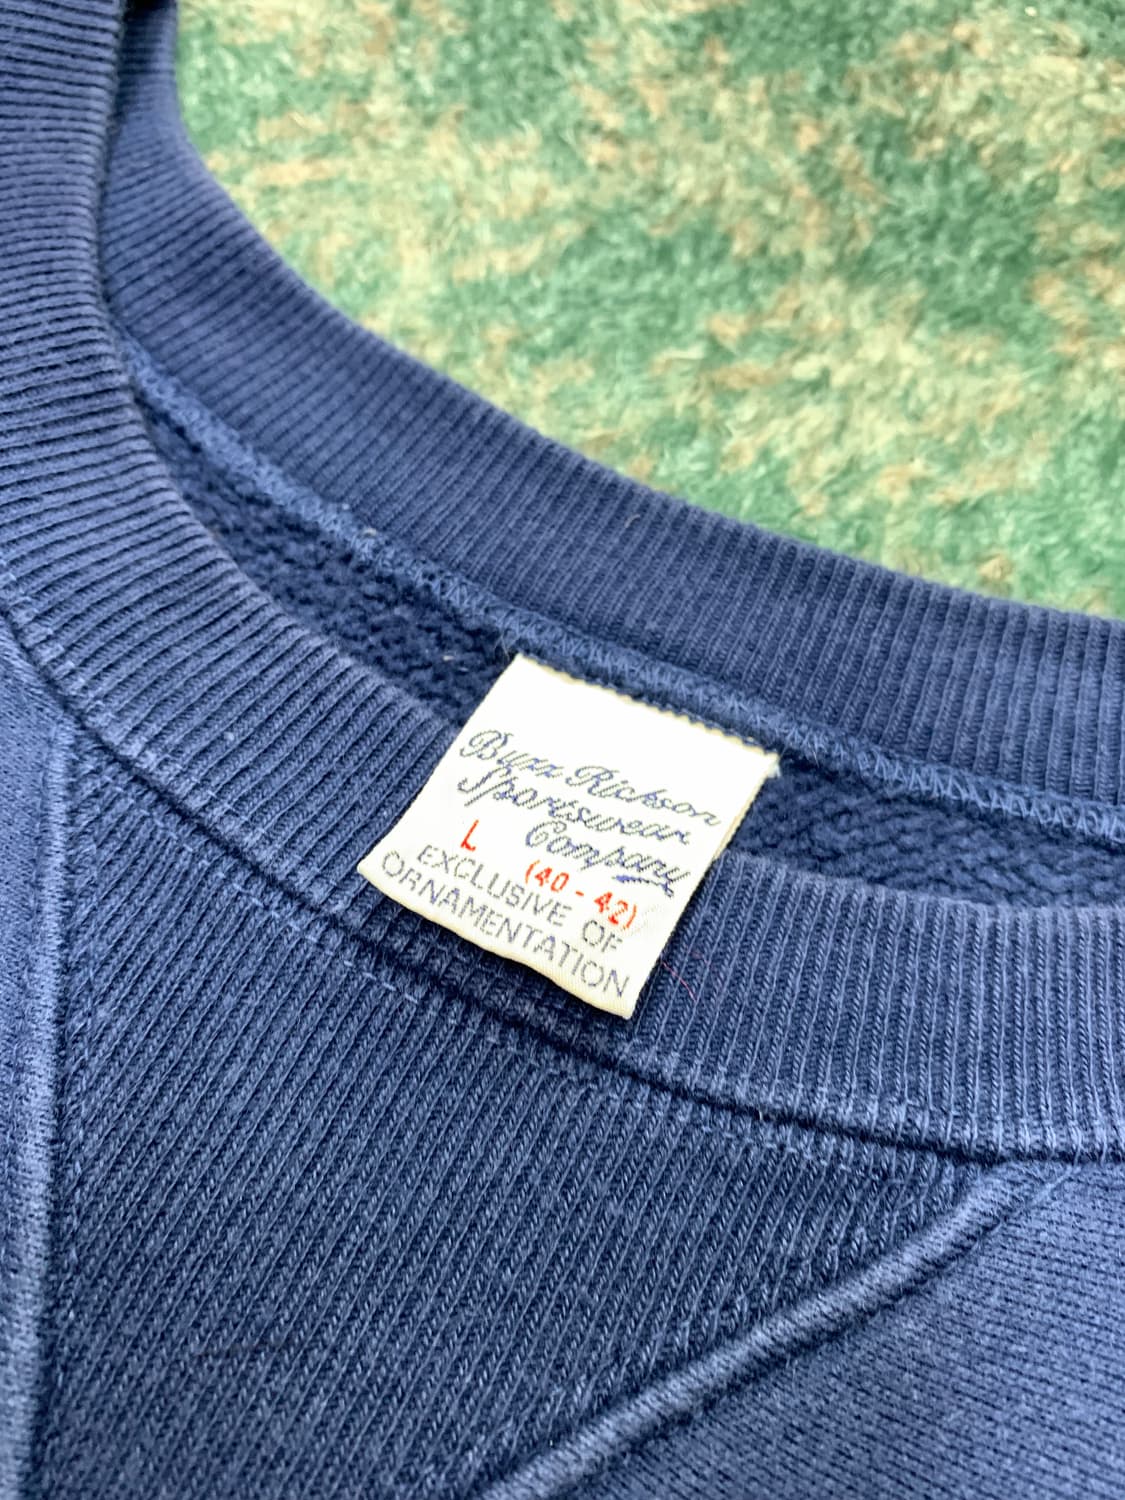 Buzz Rickson
Sportswear
Company
L (40 - 42)
EXCLUSIVE OF
ORNAMENTATION